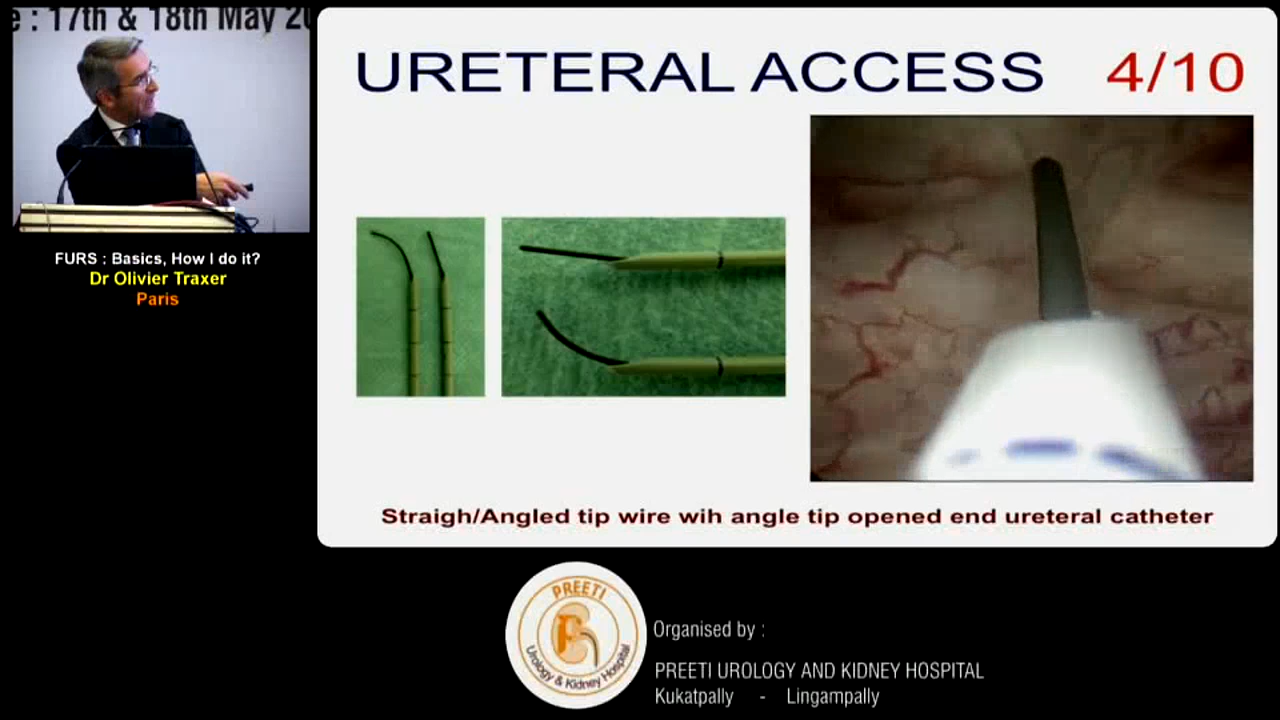 e : 17th & 18th May 20
URETERAL ACCESS 4/10
FURS : Basics, How I do it?
Dr Olivier Traxer
Paris
Straigh/Angled tip wire wih angle tip opened end ureteral catheter
PREETI
Urology & Kidney Hospital
Organised by :
PREETI UROLOGY AND KIDNEY HOSPITAL
Kukatpally - Lingampally